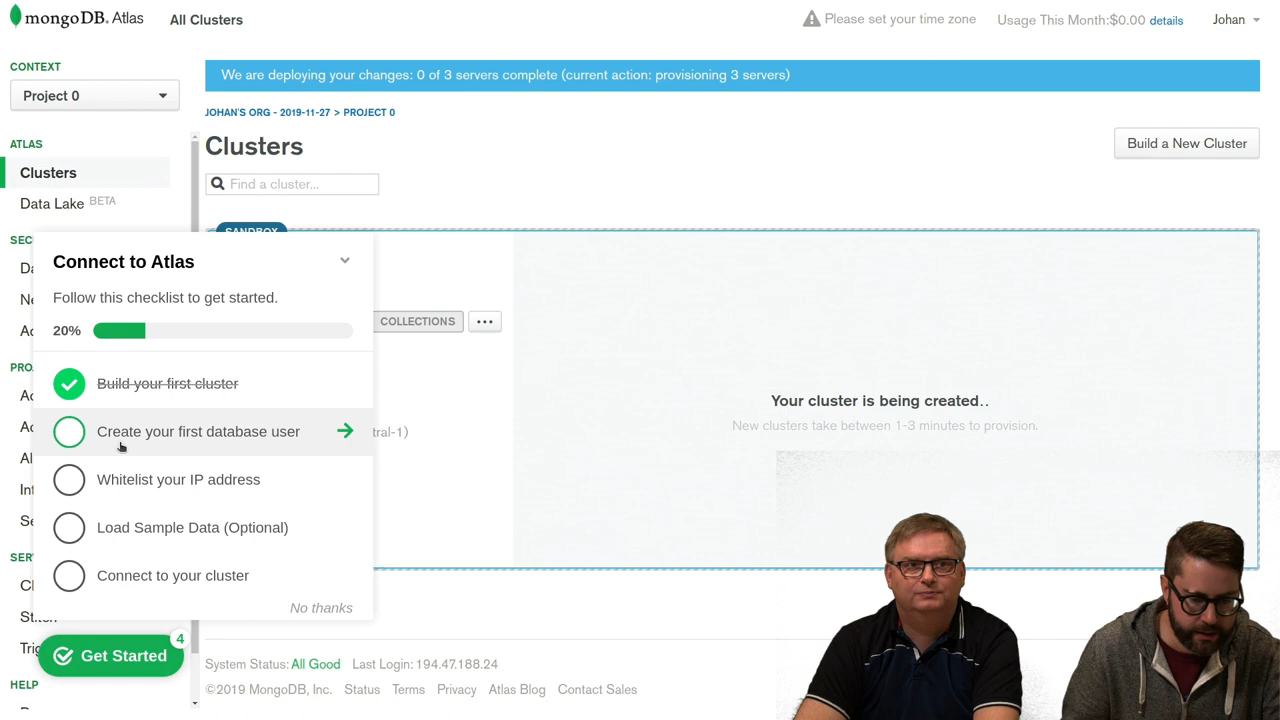 mongoDB. Atlas
All Clusters
Please set your time zone
Usage This Month:$0.00 details
Johan
CONTEXT
Project 0
We are deploying your changes: 0 of 3 servers complete (current action: provisioning 3 servers)
JOHAN'S ORG - 2019-11-27 > PROJECT 0
ATLAS
Clusters
Build a New Cluster
Clusters
Find a cluster...
Data Lake BETA
SANDBOX
Connect to Atlas
Follow this checklist to get started.
20%
COLLECTIONS
...
Build your first cluster
Create your first database user
tral-1)
Whitelist your IP address
Load Sample Data (Optional)
Connect to your cluster
No thanks
Your cluster is being created..
New clusters take between 1-3 minutes to provision.
Get Started
4
HELP
System Status: All Good Last Login: 194.47.188.24
©2019 MongoDB, Inc. Status Terms Privacy Atlas Blog Contact Sales